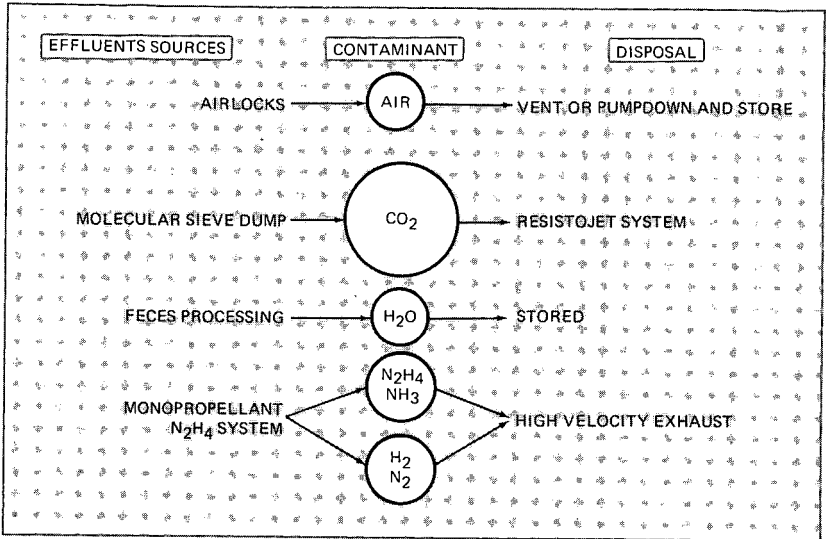 EFFLUENTS SOURCES
CONTAMINANT
DISPOSAL
AIRLOCKS
AIR
VENT OR PUMPDOWN AND STORE
MOLECULAR SIEVE DUMP
CO₂
RESISTOJET SYSTEM
FECES PROCESSING
H₂O
STORED
MONOPROPELLANT
N₂H₄ SYSTEM
N₂H₄
NH₃
H₂
N₂
HIGH VELOCITY EXHAUST